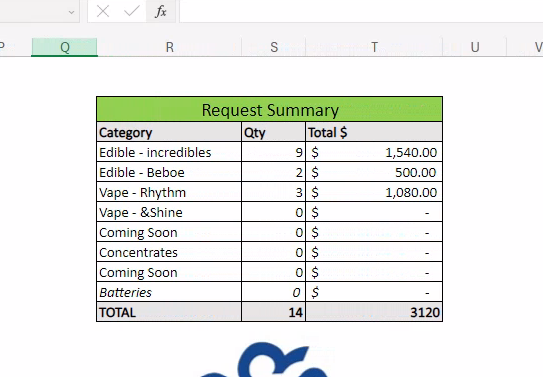 fx
P Q R S T U V
Request Summary
Category Qty Total $
Edible - incredibles 9 $ 1,540.00
Edible - Beboe 2 $ 500.00
Vape - Rhythm 3 $ 1,080.00
Vape - &Shine 0 $ -
Coming Soon 0 $ -
Concentrates 0 $ -
Coming Soon 0 $ -
Batteries 0 $ -
TOTAL 14 3120